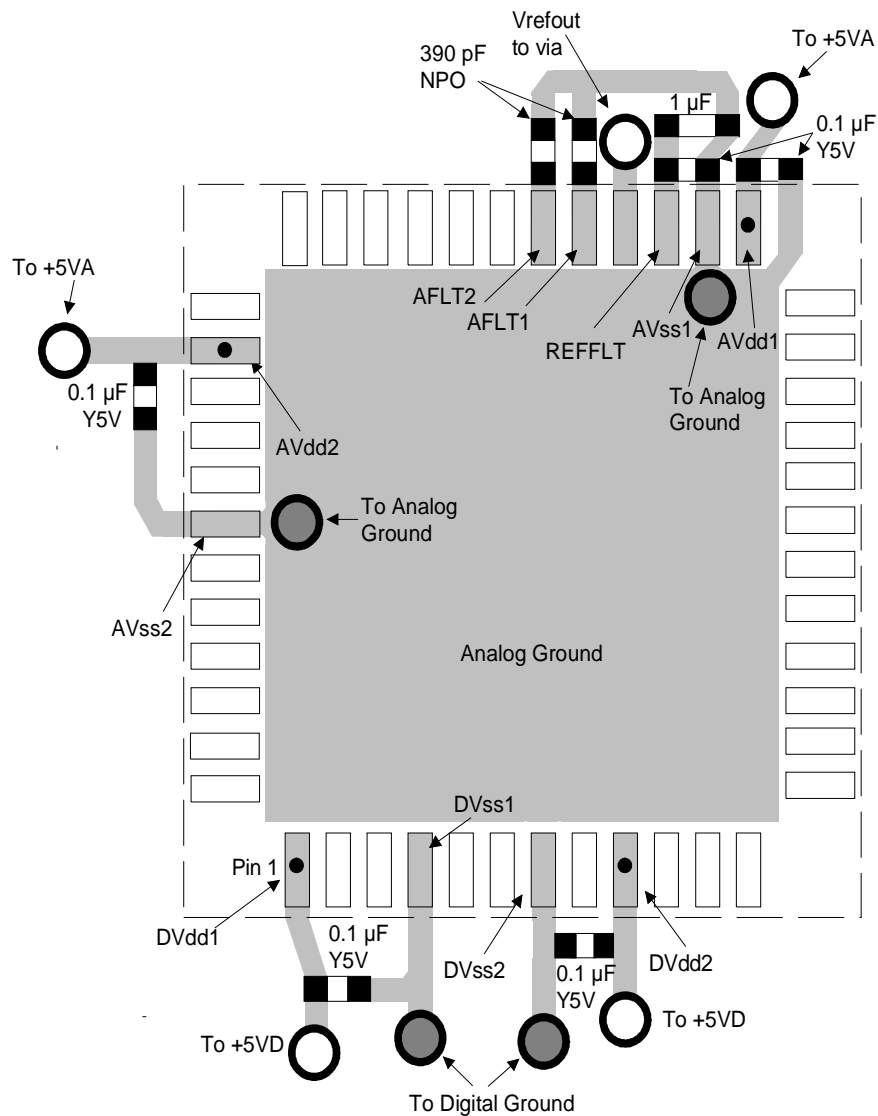 Vrefout
to via
To +5VA
390 pF
NPO
1 µF
0.1 µF
Y5V
To +5VA
AFLT2
AFLT1
REFFLT
AVss1
AVdd1
To Analog
Ground
0.1 µF
Y5V
AVdd2
To Analog
Ground
AVss2
Analog Ground
DVss1
Pin 1
DVdd1
0.1 µF
Y5V
DVss2
0.1 µF
Y5V
DVdd2
To +5VD
To +5VD
To Digital Ground